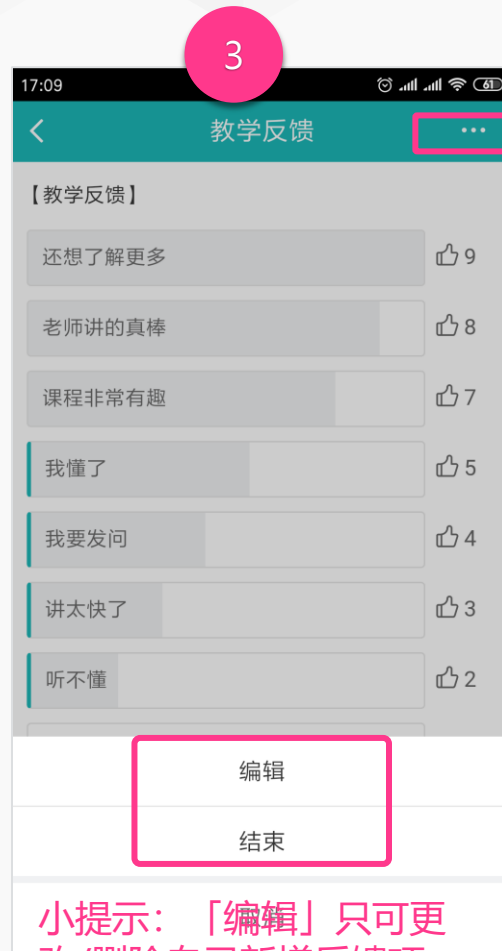 3
17:09
61
教学反馈
【教学反馈】
还想了解更多
9
老师讲的真棒
8
课程非常有趣
7
我懂了
5
我要发问
4
讲太快了
3
听不懂
2
编辑
结束
小提示：「编辑」只可更